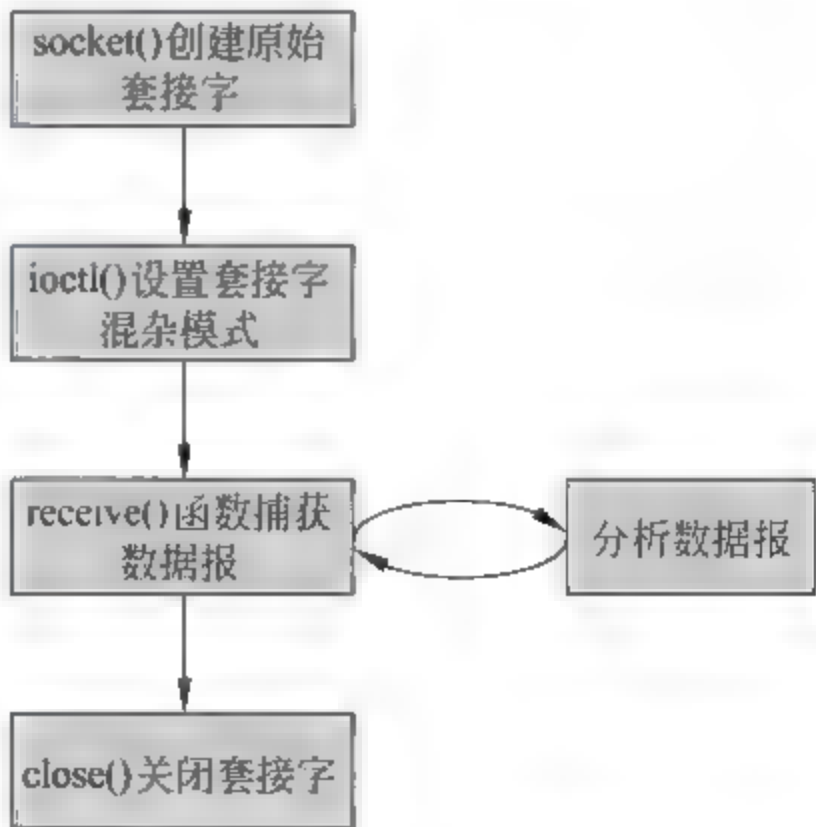 socket()创建原始
套接字
ioctl()设置套接字
混杂模式
receive()函数捕获
数据报
分析数据报
close()关闭套接字